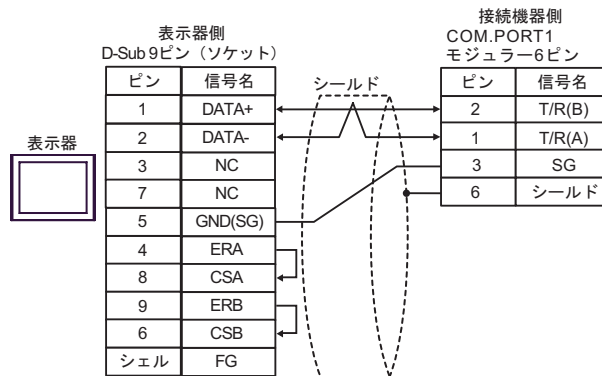 表示器側
D-Sub 9ピン（ソケット）
接続機器側
COM.PORT1
モジュラー6ピン
表示器
シールド
ピン 信号名
1 DATA+
2 DATA-
3 NC
7 NC
5 GND(SG)
4 ERA
8 CSA
9 ERB
6 CSB
シェル FG
ピン 信号名
2 T/R(B)
1 T/R(A)
3 SG
6 シールド